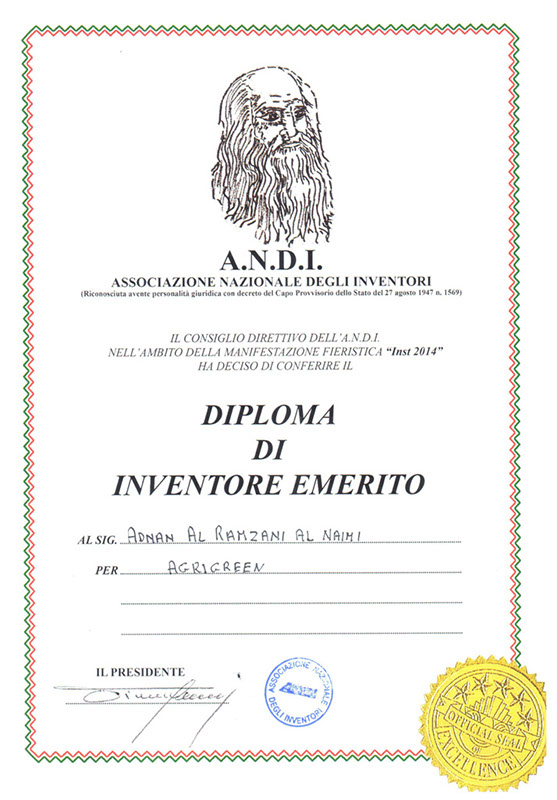 A.N.D.I.
ASSOCIAZIONE NAZIONALE DEGLI INVENTORI
(Riconosciuta avente personalità giuridica con decreto del Capo Provvisorio dello Stato del 27 agosto 1947 n. 1569)
IL CONSIGLIO DIRETTIVO DELL'A.N.D.I.
NELL'AMBITO DELLA MANIFESTAZIONE FIERISTICA "Inst 2014"
HA DECISO DI CONFERIRE IL
DIPLOMA
DI
INVENTORE EMERITO
AL SIG. ADNAN AL RAMZANI AL NAIMI
PER AGRIGREEN
IL PRESIDENTE
ASSOCIAZIONE NAZIONALE
DEGLI INVENTORI
OFFICIAL SEAL
OF
EXCELLENCE